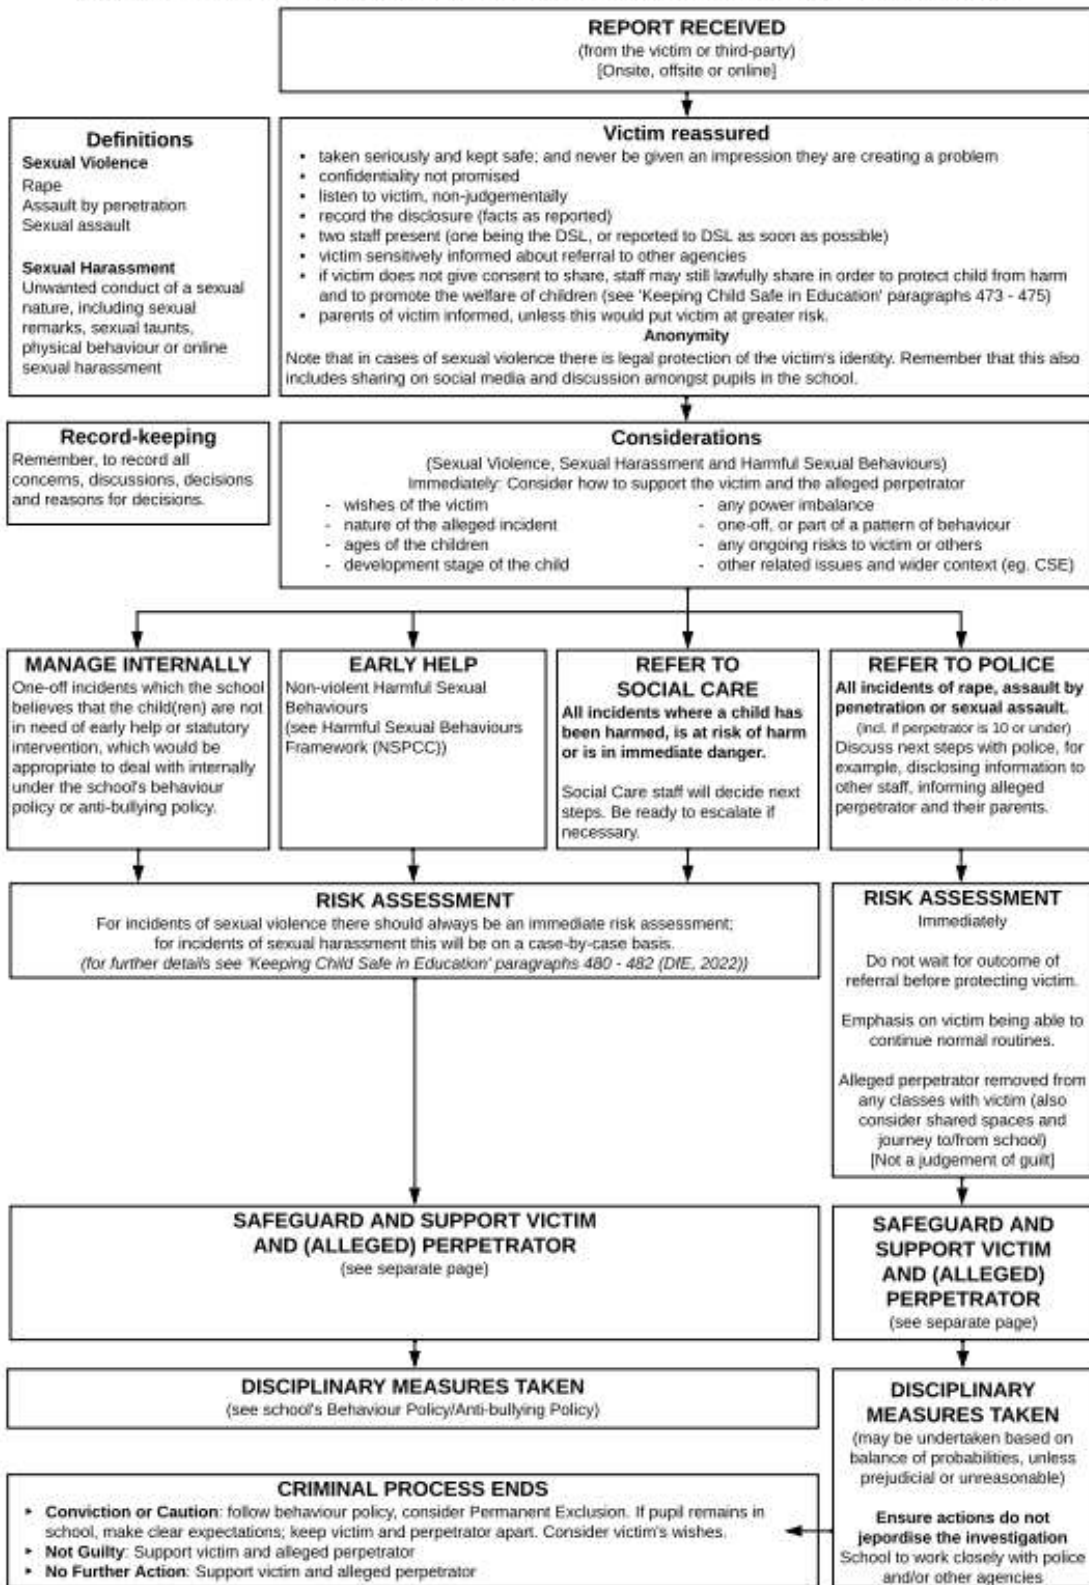 REPORT RECEIVED
(from the victim or third-party)
[Onsite, offsite or online]
Definitions
Sexual Violence
Rape
Assault by penetration
Sexual assault
Sexual Harassment
Unwanted conduct of a sexual
nature, including sexual
remarks, sexual taunts,
physical behaviour or online
sexual harassment
Victim reassured
• taken seriously and kept safe; and never be given an impression they are creating a problem
• confidentiality not promised
• listen to victim, non-judgementally
• record the disclosure (facts as reported)
• two staff present (one being the DSL, or reported to DSL as soon as possible)
• victim sensitively informed about referral to other agencies
• if victim does not give consent to share, staff may still lawfully share in order to protect child from harm
and to promote the welfare of children (see 'Keeping Child Safe in Education' paragraphs 473 - 475)
• parents of victim informed, unless this would put victim at greater risk.
Anonymity
Note that in cases of sexual violence there is legal protection of the victim's identity. Remember that this also
includes sharing on social media and discussion amongst pupils in the school.
Record-keeping
Remember, to record all
concerns, discussions, decisions
and reasons for decisions.
Considerations
(Sexual Violence, Sexual Harassment and Harmful Sexual Behaviours)
Immediately: Consider how to support the victim and the alleged perpetrator
- wishes of the victim
- nature of the alleged incident
- ages of the children
- development stage of the child
- any power imbalance
- one-off, or part of a pattern of behaviour
- any ongoing risks to victim or others
- other related issues and wider context (eg. CSE)
MANAGE INTERNALLY
One-off incidents which the school
believes that the child(ren) are not
in need of early help or statutory
intervention, which would be
appropriate to deal with internally
under the school's behaviour
policy or anti-bullying policy.
EARLY HELP
Non-violent Harmful Sexual
Behaviours
(see Harmful Sexual Behaviours
Framework (NSPCC))
REFER TO
SOCIAL CARE
All incidents where a child has
been harmed, is at risk of harm
or is in immediate danger.
Social Care staff will decide next
steps. Be ready to escalate if
necessary.
REFER TO POLICE
All incidents of rape, assault by
penetration or sexual assault.
(incl. if perpetrator is 10 or under)
Discuss next steps with police, for
example, disclosing information to
other staff, informing alleged
perpetrator and their parents.
RISK ASSESSMENT
For incidents of sexual violence there should always be an immediate risk assessment;
for incidents of sexual harassment this will be on a case-by-case basis.
(for further details see 'Keeping Child Safe in Education' paragraphs 480 - 482 (DfE, 2022))
RISK ASSESSMENT
Immediately
Do not wait for outcome of
referral before protecting victim.
Emphasis on victim being able to
continue normal routines.
Alleged perpetrator removed from
any classes with victim (also
consider shared spaces and
journey to/from school)
[Not a judgement of guilt]
SAFEGUARD AND SUPPORT VICTIM
AND (ALLEGED) PERPETRATOR
(see separate page)
SAFEGUARD AND
SUPPORT VICTIM
AND (ALLEGED)
PERPETRATOR
(see separate page)
DISCIPLINARY MEASURES TAKEN
(see school's Behaviour Policy/Anti-bullying Policy)
DISCIPLINARY
MEASURES TAKEN
(may be undertaken based on
balance of probabilities, unless
prejudicial or unreasonable)
Ensure actions do not
jepordise the investigation
School to work closely with police
and/or other agencies
CRIMINAL PROCESS ENDS
▸ Conviction or Caution: follow behaviour policy, consider Permanent Exclusion. If pupil remains in
school, make clear expectations; keep victim and perpetrator apart. Consider victim's wishes.
▸ Not Guilty: Support victim and alleged perpetrator
▸ No Further Action: Support victim and alleged perpetrator